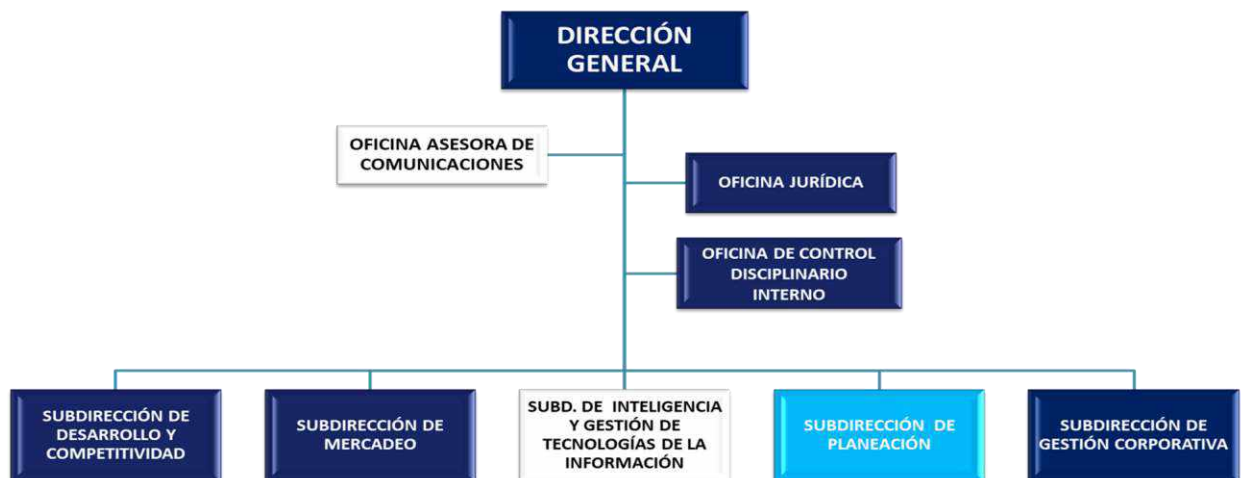 DIRECCIÓN
GENERAL
OFICINA ASESORA DE
COMUNICACIONES
OFICINA JURÍDICA
OFICINA DE CONTROL
DISCIPLINARIO
INTERNO
SUBDIRECCIÓN DE
DESARROLLO Y
COMPETITIVIDAD
SUBDIRECCIÓN DE
MERCADEO
SUBD. DE INTELIGENCIA
Y GESTIÓN DE
TECNOLOGÍAS DE LA
INFORMACIÓN
SUBDIRECCIÓN DE
PLANEACIÓN
SUBDIRECCIÓN DE
GESTIÓN CORPORATIVA